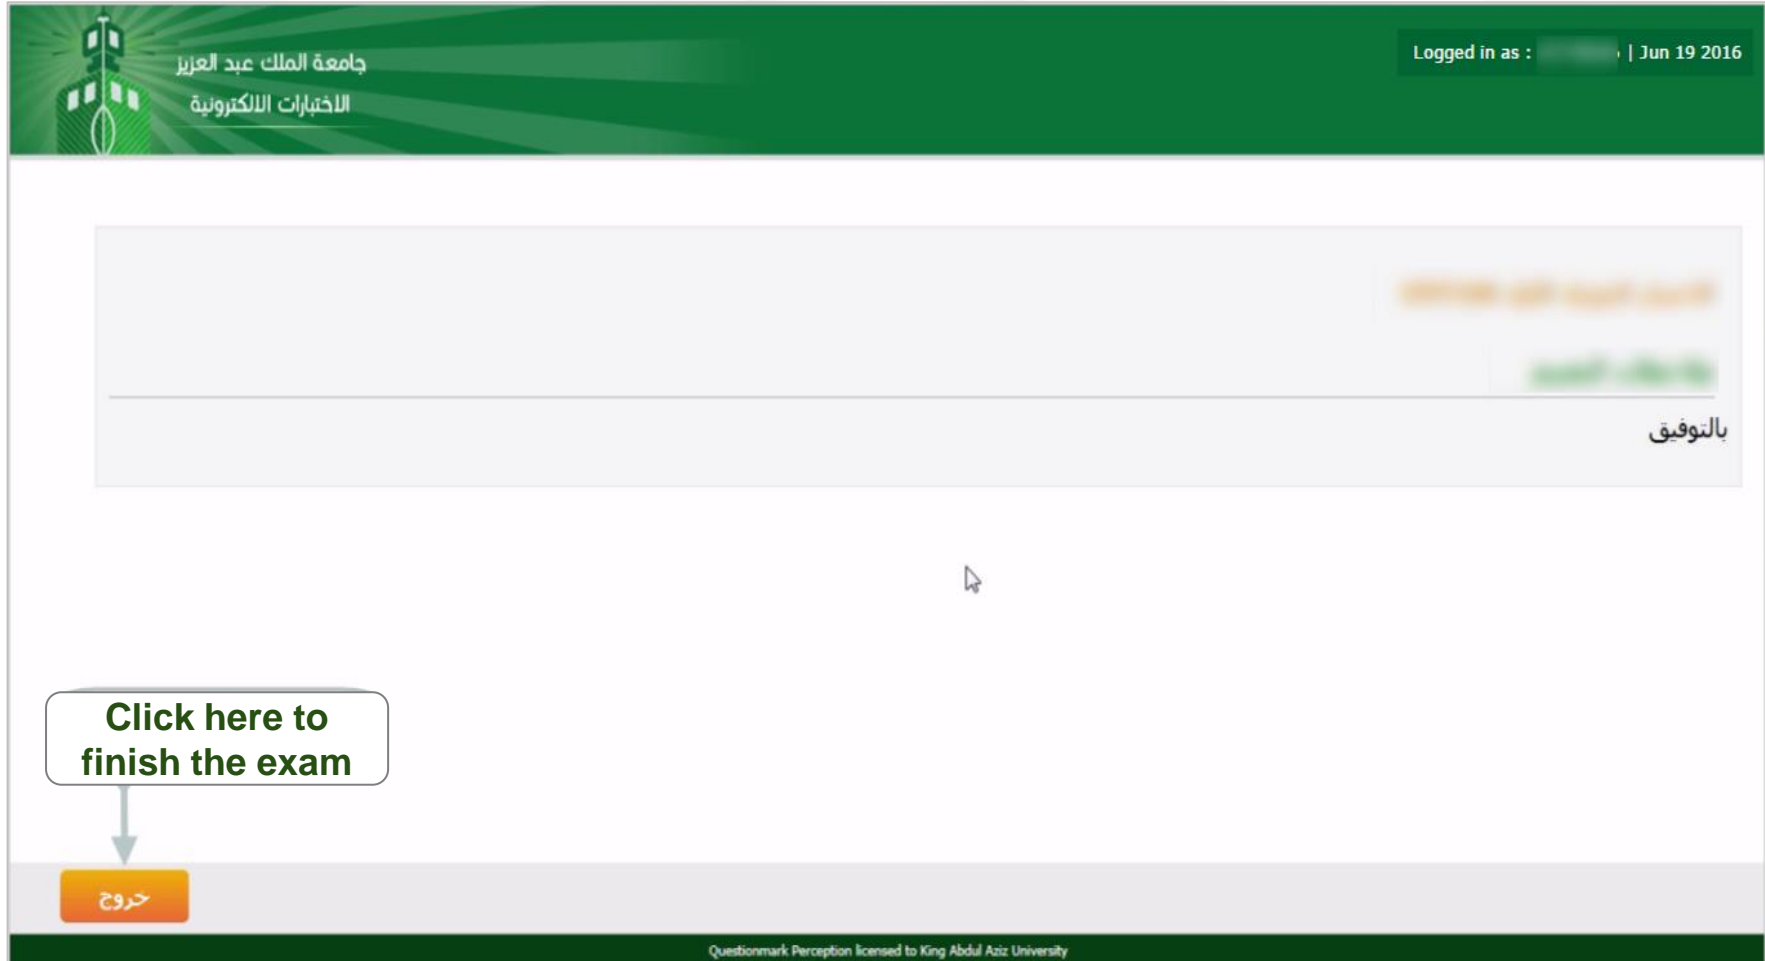 جامعة الملك عبد العزيز
الاختبارات الالكترونية
Logged in as : | Jun 19 2016
بالتوفيق
Click here to
finish the exam
خروج
Questionmark Perception licensed to King Abdul Aziz University